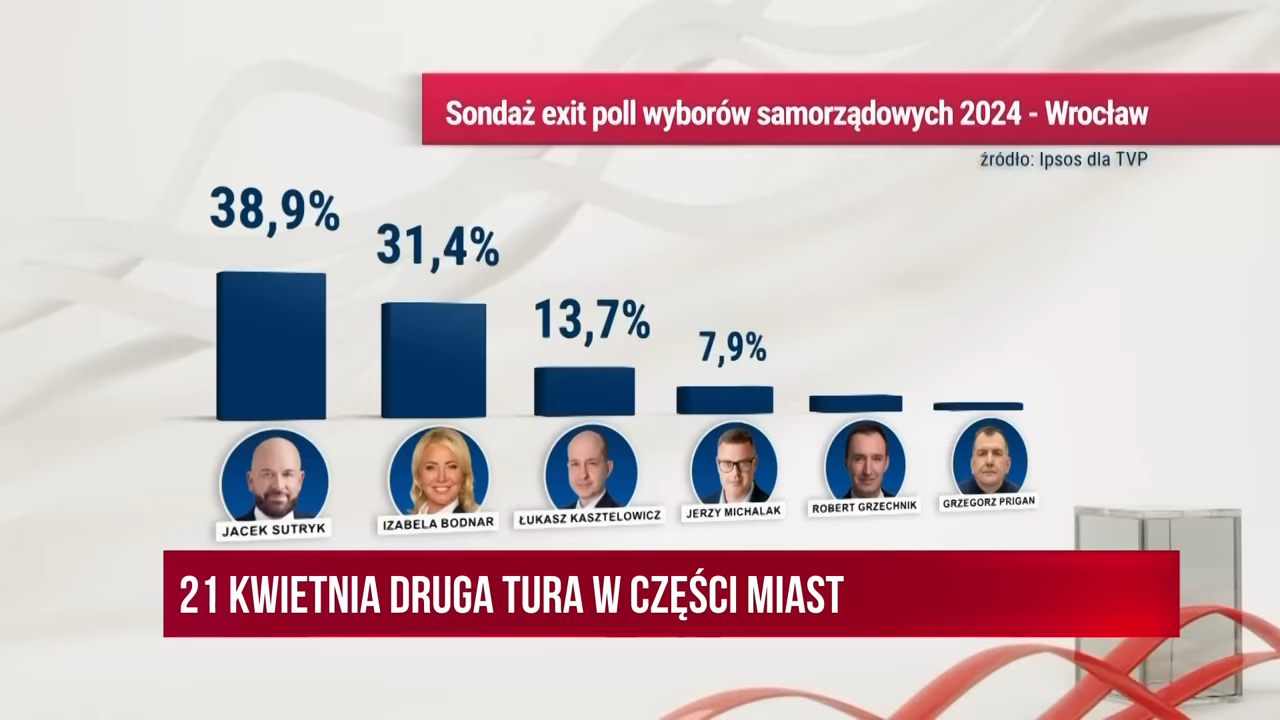 Sondaż exit poll wyborów samorządowych 2024 - Wrocław
źródło: Ipsos dla TVP
38,9%
31,4%
13,7%
7,9%
JACEK SUTRYK
IZABELA BODNAR
ŁUKASZ KASZTELOWICZ
JERZY MICHALAK
ROBERT GRZECHNIK
GRZEGORZ PRIGAN
21 KWIETNIA DRUGA TURA W CZĘŚCI MIAST